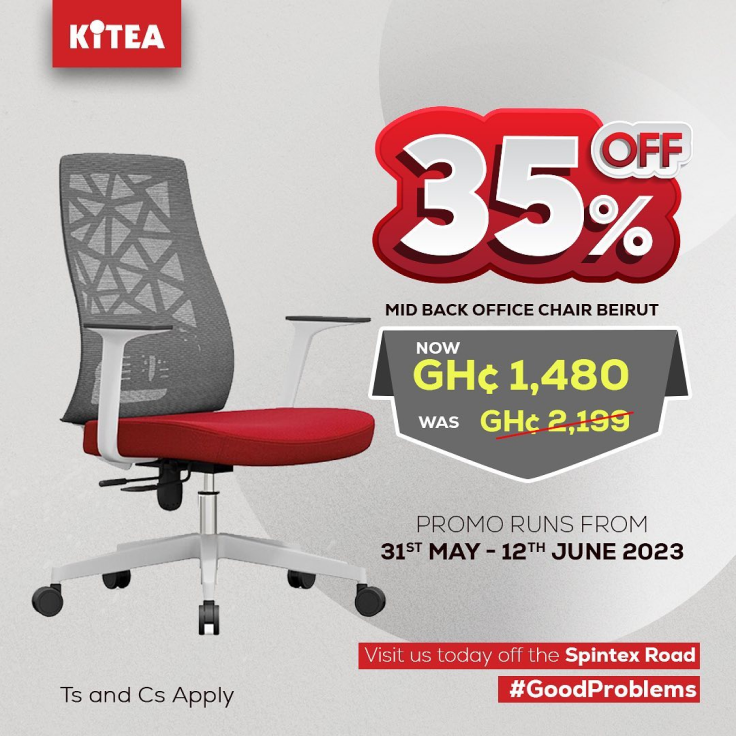 KiTEA
35% OFF
MID BACK OFFICE CHAIR BEIRUT
NOW
GH¢ 1,480
WAS GH¢ 2,199
PROMO RUNS FROM
31ST MAY - 12TH JUNE 2023
Visit us today off the Spintex Road
#GoodProblems
Ts and Cs Apply